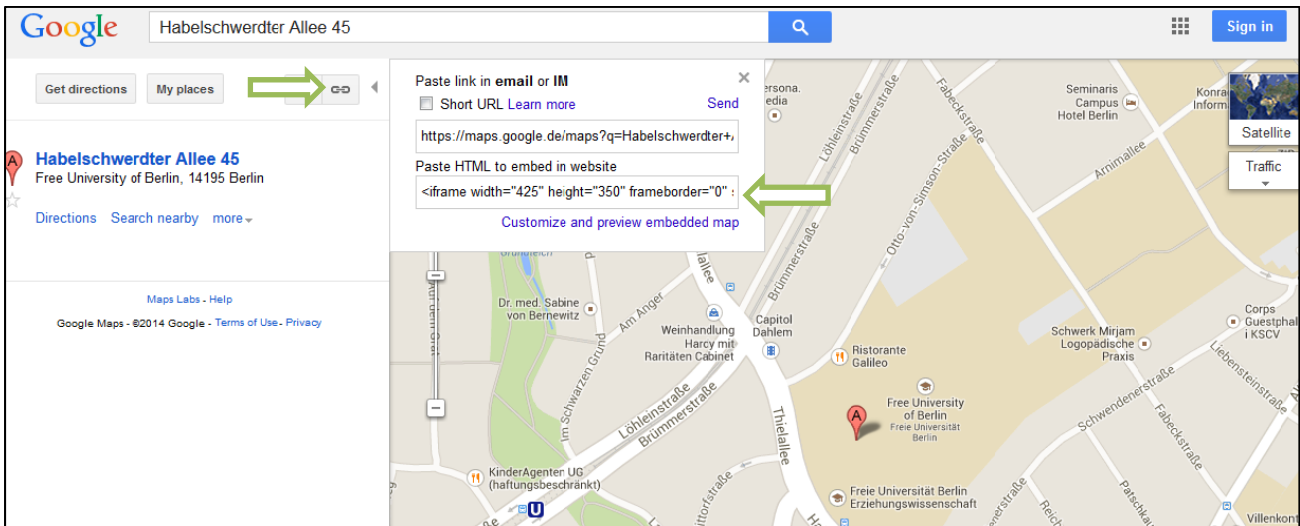 Google
Habelschwerdter Allee 45
Sign in
Get directions
My places
Paste link in email or IM
Short URL Learn more
Send
https://maps.google.de/maps?q=Habelschwerdter+
Paste HTML to embed in website
<iframe width="425" height="350" frameborder="0"
Customize and preview embedded map
A
Habelschwerdter Allee 45
Free University of Berlin, 14195 Berlin
Directions Search nearby more
Maps Labs - Help
Google Maps - ©2014 Google - Terms of Use - Privacy
Satellite
Traffic
Seminaris
Campus
Hotel Berlin
Löhleinstraße
Brümmerstraße
Fabeckstraße
Otto-von-Simson-Straße
Arnimallee
Brümmerstraße
Dr. med. Sabine
von Bernewitz
Am Anger
Im Schwarzen Grund
Weinhandlung
Harcy mit
Raritäten Cabinet
Capitol
Dahlem
Ristorante
Galileo
Free University
of Berlin
Freie Universität
Berlin
A
Schwerk Mirjam
Logopädische
Praxis
Corps
Guestphal
i KSCV
Liebensteinstraße
Schwendenerstraße
Fabeckstraße
Löhleinstraße
Brümmerstraße
Thielallee
KinderAgenten UG
(haftungsbeschränkt)
U
Freie Universität Berlin
Erziehungswissenschaft
Patschkauer
Villenkont